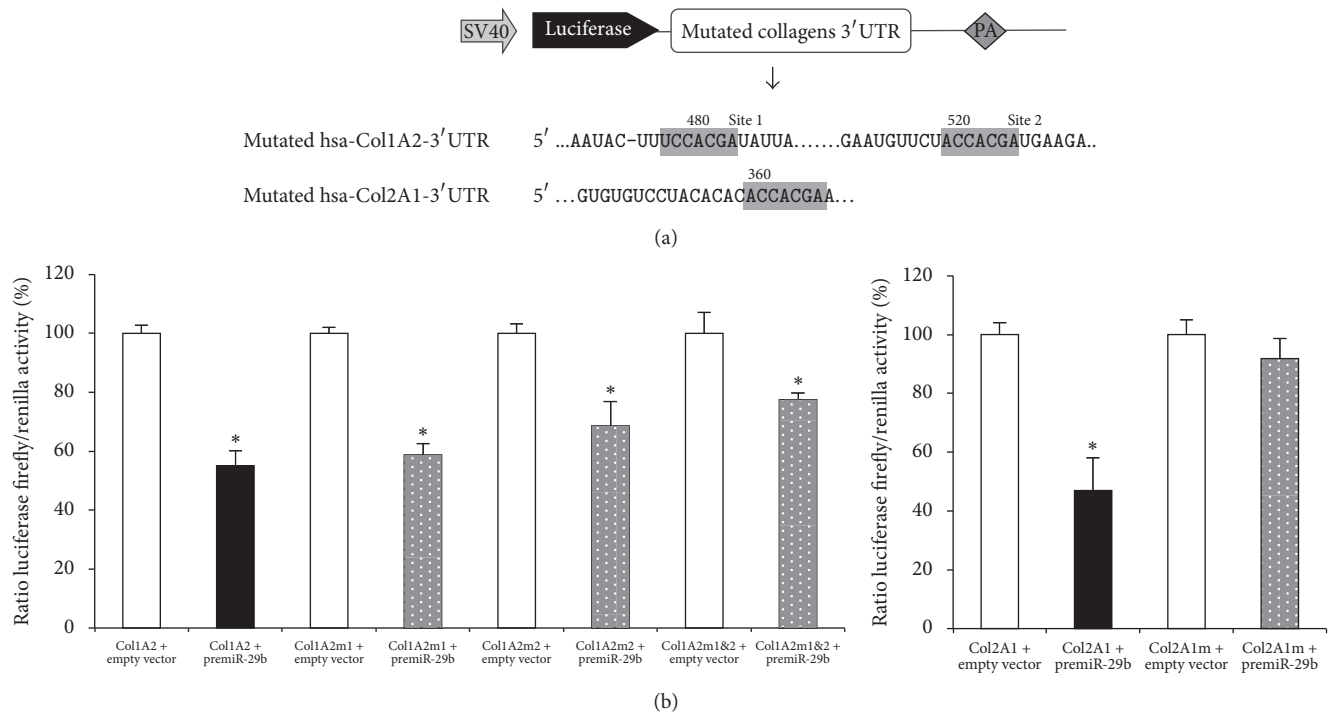 SV40 Luciferase Mutated collagens 3′UTR PA
480 Site 1 520 Site 2
Mutated hsa-Col1A2-3′UTR 5′ ...AAUAC-UUUUCCACGAUAUUA.......GAAUGUUCUACCACGAUGAAGA..
360
Mutated hsa-Col2A1-3′UTR 5′ ...GUGUGUCCUACACACACCACGAA...
(a)
Ratio luciferase firefly/renilla activity (%)
120
100
80
60
40
20
0
* * * *
Col1A2 + empty vector
Col1A2 + premiR-29b
Col1A2m1 + empty vector
Col1A2m1 + premiR-29b
Col1A2m2 + empty vector
Col1A2m2 + premiR-29b
Col1A2m1&2 + empty vector
Col1A2m1&2 + premiR-29b
Ratio luciferase firefly/renilla activity (%)
120
100
80
60
40
20
0
*
Col2A1 + empty vector
Col2A1 + premiR-29b
Col2A1m + empty vector
Col2A1m + premiR-29b
(b)